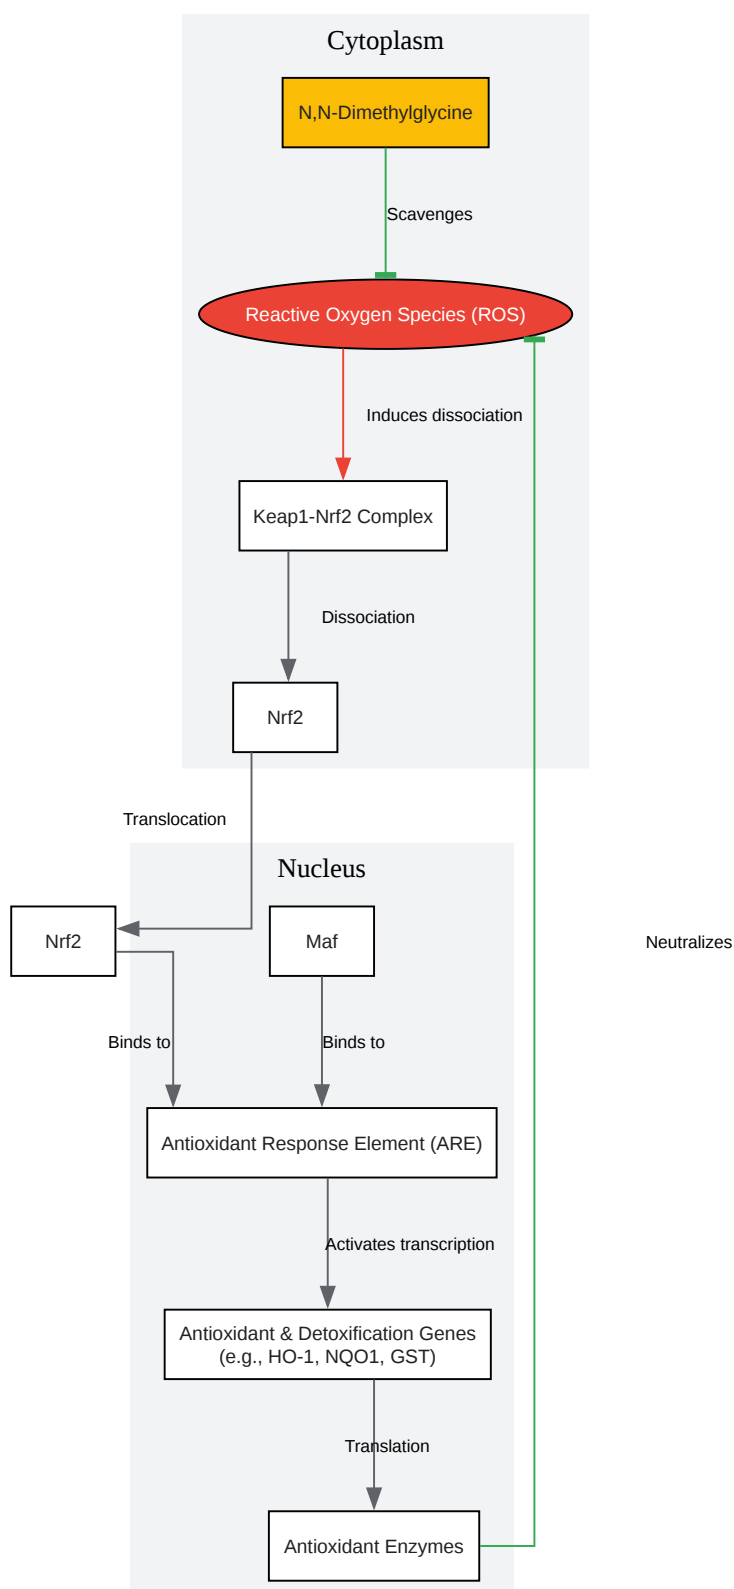 Cytoplasm
N,N-Dimethylglycine
Scavenges
Reactive Oxygen Species (ROS)
Induces dissociation
Keap1-Nrf2 Complex
Dissociation
Nrf2
Translocation
Nucleus
Nrf2
Maf
Neutralizes
Binds to
Binds to
Antioxidant Response Element (ARE)
Activates transcription
Antioxidant & Detoxification Genes
(e.g., HO-1, NQO1, GST)
Translation
Antioxidant Enzymes